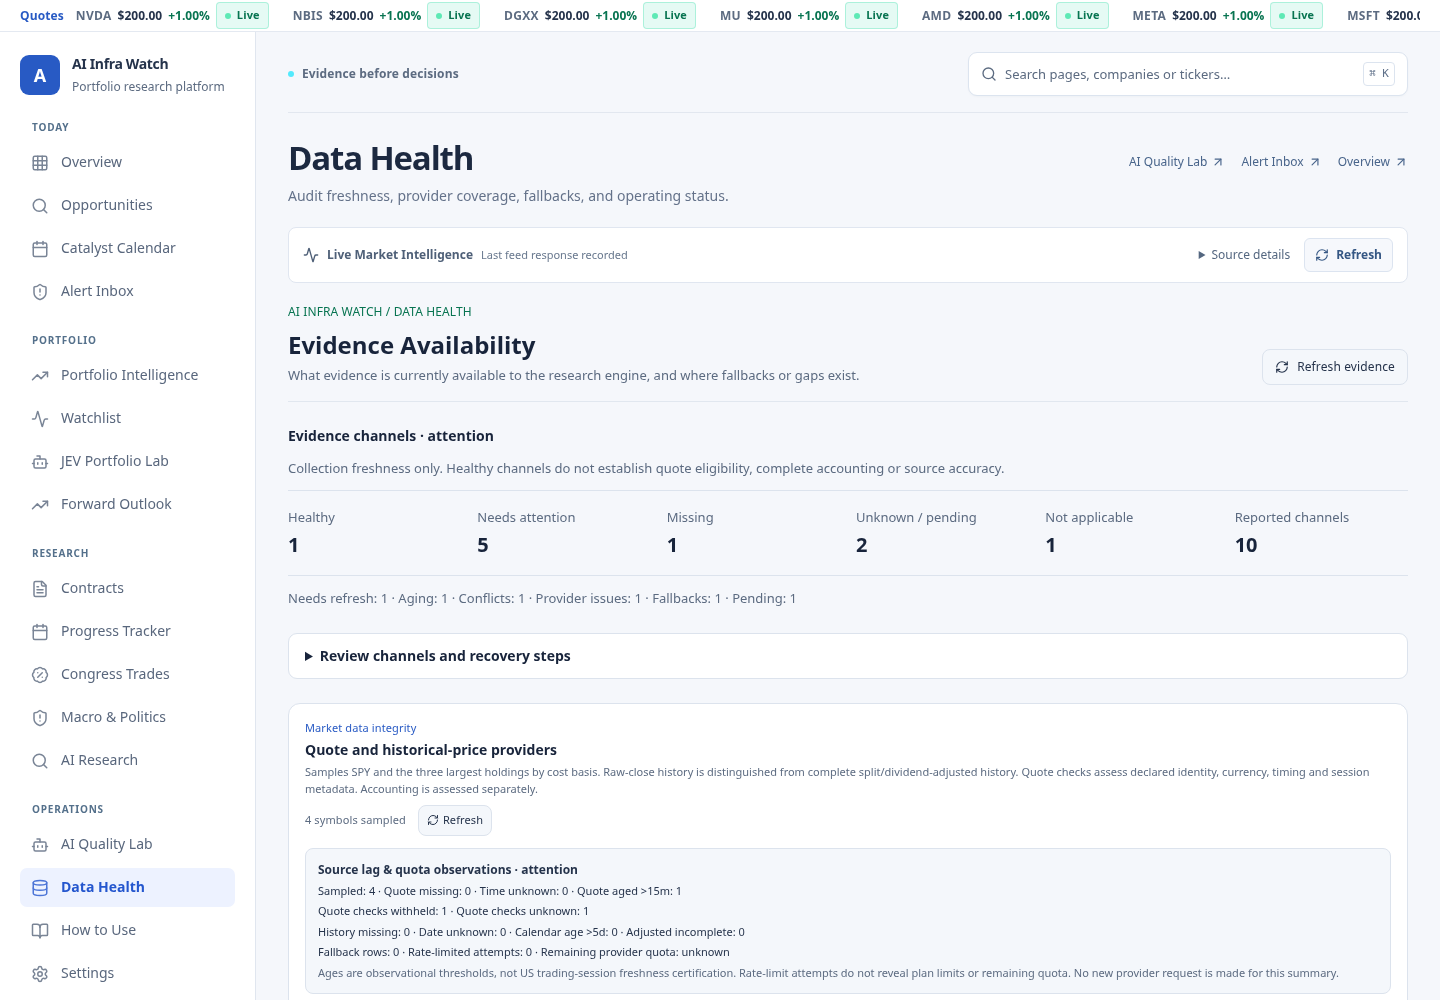 Quotes NVDA $200.00 +1.00% Live NBIS $200.00 +1.00% Live DGXX $200.00 +1.00% Live MU $200.00 +1.00% Live AMD $200.00 +1.00% Live META $200.00 +1.00% Live MSFT
A
AI Infra Watch
Portfolio research platform
TODAY
Overview
Opportunities
Catalyst Calendar
Alert Inbox
PORTFOLIO
Portfolio Intelligence
Watchlist
JEV Portfolio Lab
Forward Outlook
RESEARCH
Contracts
Progress Tracker
Congress Trades
Macro & Politics
AI Research
OPERATIONS
AI Quality Lab
Data Health
How to Use
Settings
Evidence before decisions
Search pages, companies or tickers...
⌘ K
Data Health
AI Quality Lab Alert Inbox Overview
Audit freshness, provider coverage, fallbacks, and operating status.
Live Market Intelligence Last feed response recorded
Source details Refresh
AI INFRA WATCH / DATA HEALTH
Evidence Availability
What evidence is currently available to the research engine, and where fallbacks or gaps exist.
Refresh evidence
Evidence channels · attention
Collection freshness only. Healthy channels do not establish quote eligibility, complete accounting or source accuracy.
Healthy Needs attention Missing Unknown / pending Not applicable Reported channels
1 5 1 2 1 10
Needs refresh: 1 · Aging: 1 · Conflicts: 1 · Provider issues: 1 · Fallbacks: 1 · Pending: 1
Review channels and recovery steps
Market data integrity
Quote and historical-price providers
Samples SPY and the three largest holdings by cost basis. Raw-close history is distinguished from complete split/dividend-adjusted history. Quote checks assess declared identity, currency, timing and session
metadata. Accounting is assessed separately.
4 symbols sampled Refresh
Source lag & quota observations · attention
Sampled: 4 · Quote missing: 0 · Time unknown: 0 · Quote aged >15m: 1
Quote checks withheld: 1 · Quote checks unknown: 1
History missing: 0 · Date unknown: 0 · Calendar age >5d: 0 · Adjusted incomplete: 0
Fallback rows: 0 · Rate-limited attempts: 0 · Remaining provider quota: unknown
Ages are observational thresholds, not US trading-session freshness certification. Rate-limit attempts do not reveal plan limits or remaining quota. No new provider request is made for this summary.